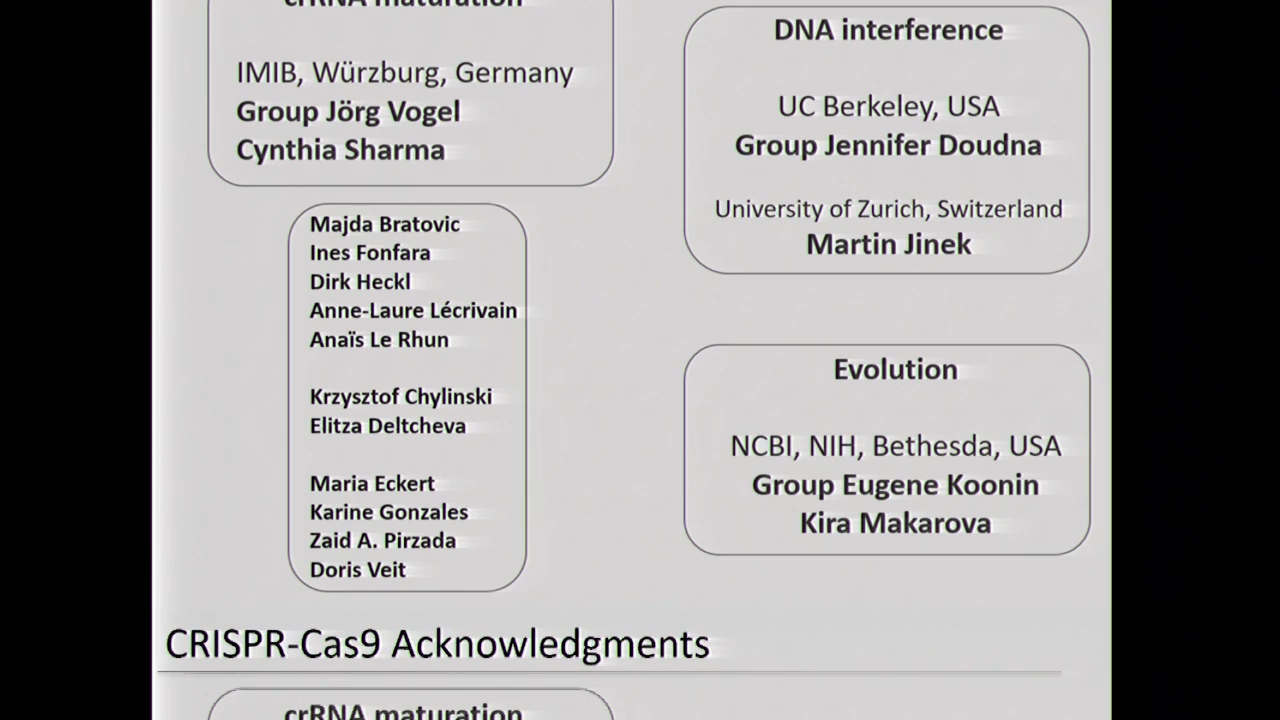 crRNA maturation
IMIB, Würzburg, Germany
Group Jörg Vogel
Cynthia Sharma
DNA interference
UC Berkeley, USA
Group Jennifer Doudna
University of Zurich, Switzerland
Martin Jinek
Majda Bratovic
Ines Fonfara
Dirk Heckl
Anne-Laure Lécrivain
Anaïs Le Rhun
Krzysztof Chylinski
Elitza Deltcheva
Maria Eckert
Karine Gonzales
Zaid A. Pirzada
Doris Veit
Evolution
NCBI, NIH, Bethesda, USA
Group Eugene Koonin
Kira Makarova
CRISPR-Cas9 Acknowledgments
crRNA maturation